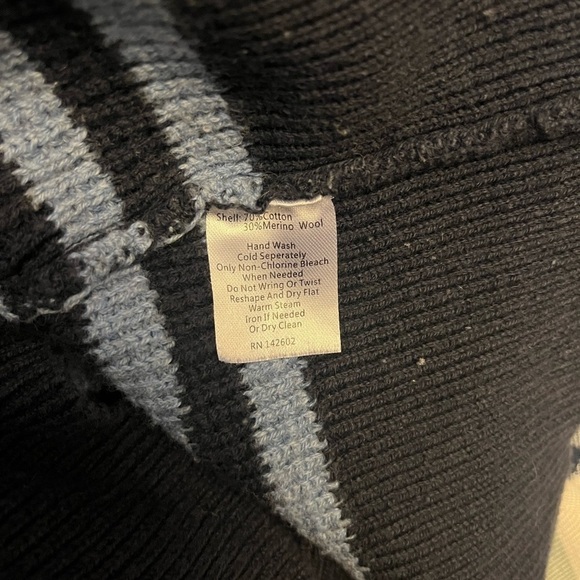 Shell: 70%Cotton
30%Merino Wool
Hand Wash
Cold Seperately
Only Non-Chlorine Bleach
When Needed
Do Not Wring Or Twist
Reshape And Dry Flat
Warm Steam
Iron If Needed
Or Dry Clean
RN 142602